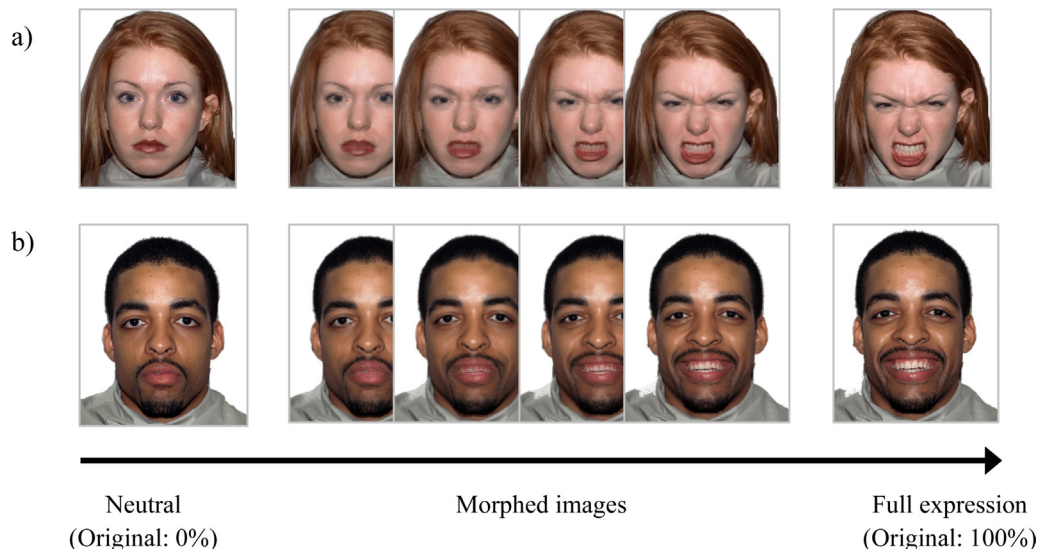 a)
b)
Neutral
(Original: 0%)
Morphed images
Full expression
(Original: 100%)